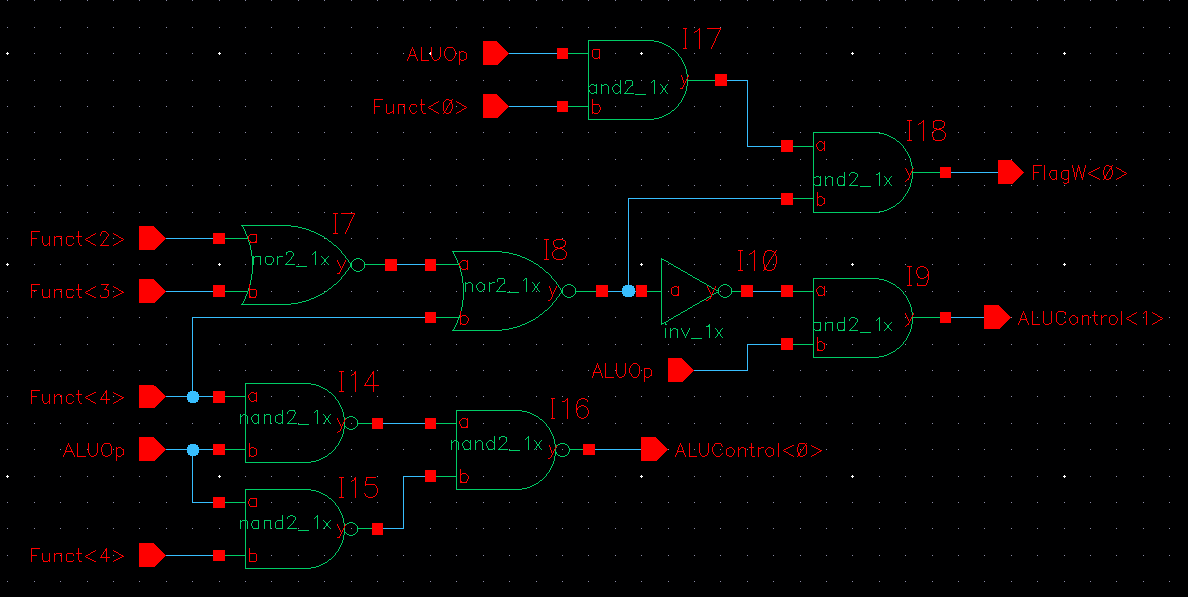 I17
ALUOp
a
and2_1x
y
Funct<0>
b
I18
a
and2_1x
y
FlagW<0>
b
I7
Funct<2>
a
nor2_1x
y
Funct<3>
b
I8
a
nor2_1x
y
b
I10
a
y
inv_1x
I9
a
and2_1x
y
ALUControl<1>
b
ALUOp
I14
Funct<4>
a
nand2_1x
y
ALUOp
b
I16
a
nand2_1x
y
ALUControl<0>
b
I15
a
nand2_1x
y
Funct<4>
b